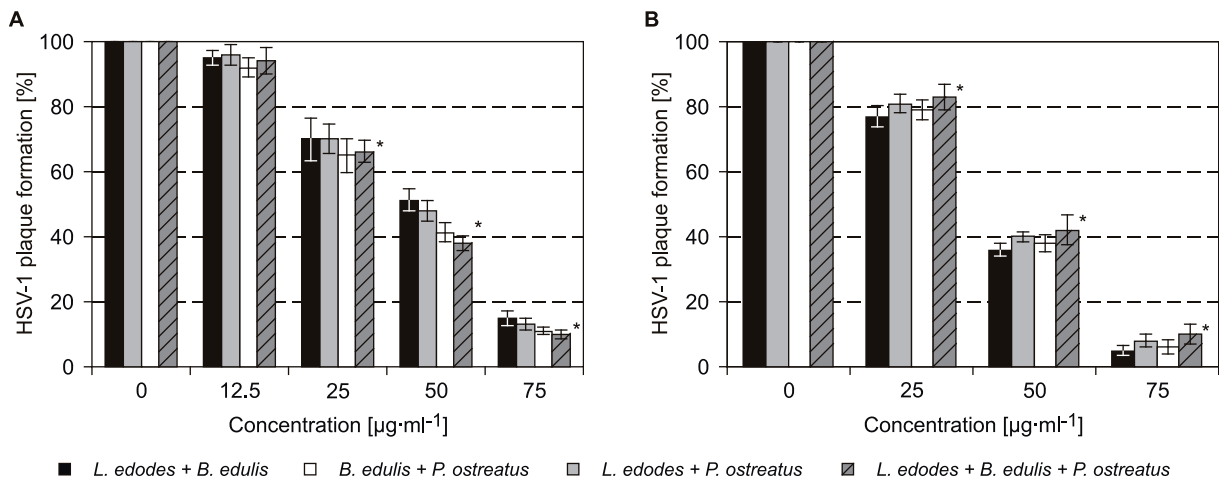 A
HSV-1 plaque formation [%]
100
80
60
40
20
0
*
*
*
0 12.5 25 50 75
Concentration [µg·ml⁻¹]
B
HSV-1 plaque formation [%]
100
80
60
40
20
0
*
*
*
0 25 50 75
Concentration [µg·ml⁻¹]
L. edodes + B. edulis B. edulis + P. ostreatus L. edodes + P. ostreatus L. edodes + B. edulis + P. ostreatus